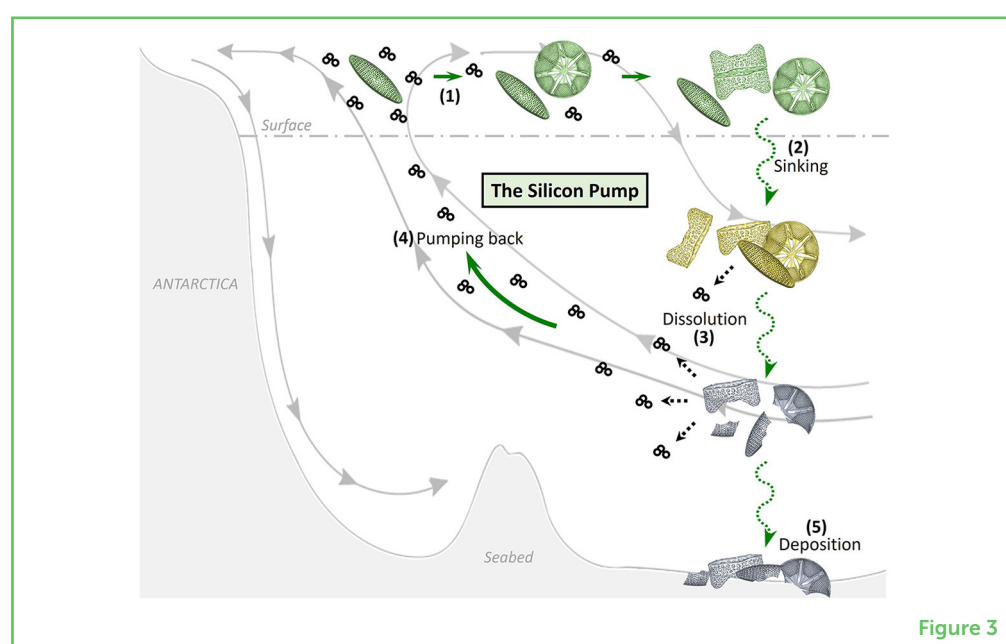 (1)
Surface
(2)
Sinking
The Silicon Pump
(4) Pumping back
ANTARCTICA
Dissolution
(3)
(5)
Deposition
Seabed
Figure 3